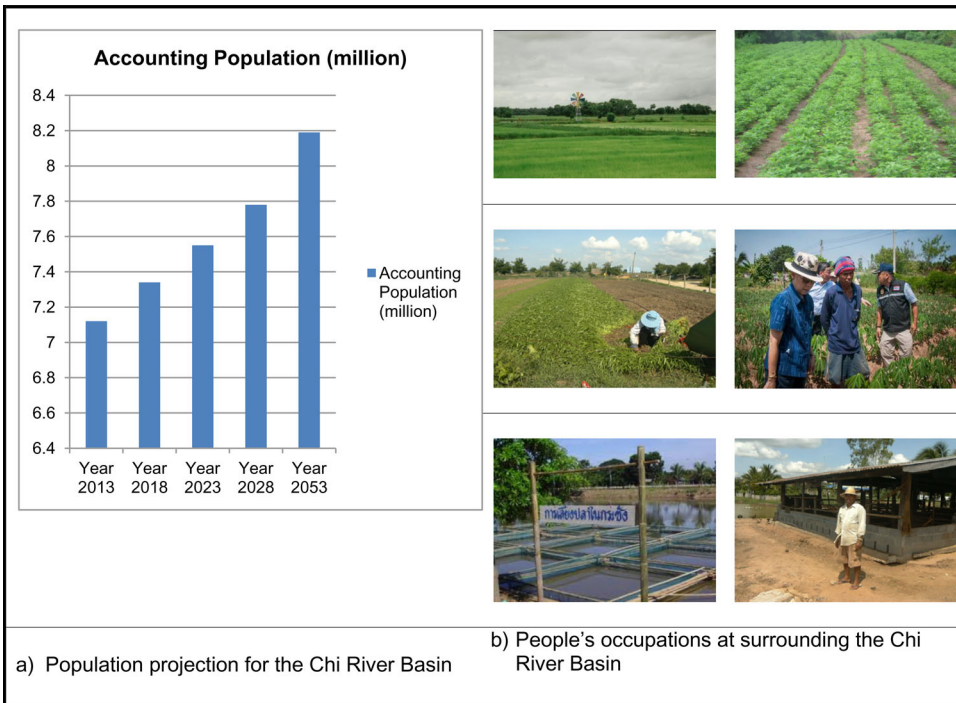 Accounting Population (million)
8.4
8.2
8
7.8
7.6
7.4
7.2
7
6.8
6.6
6.4
Year
2013
Year
2018
Year
2023
Year
2028
Year
2053
Accounting
Population
(million)
การเลี้ยงปลาในกระชัง
a) Population projection for the Chi River Basin
b) People's occupations at surrounding the Chi
River Basin